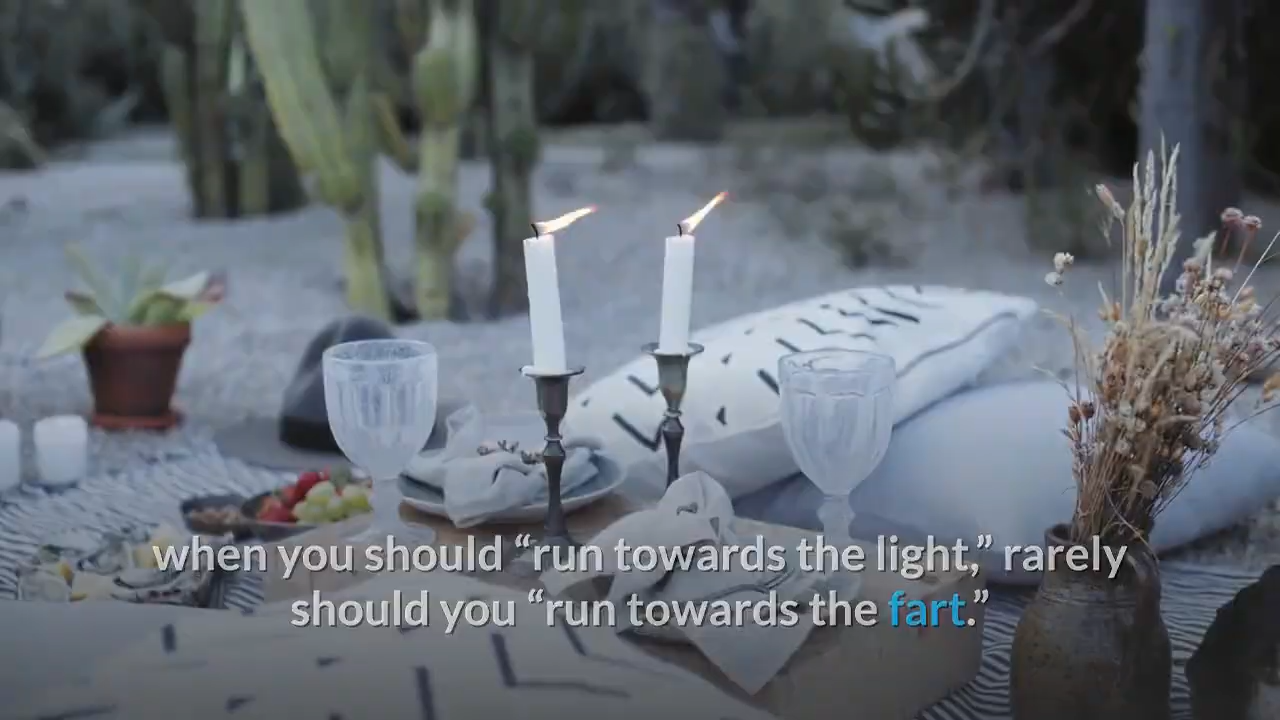 when you should “run towards the light,” rarely
should you “run towards the fart.”